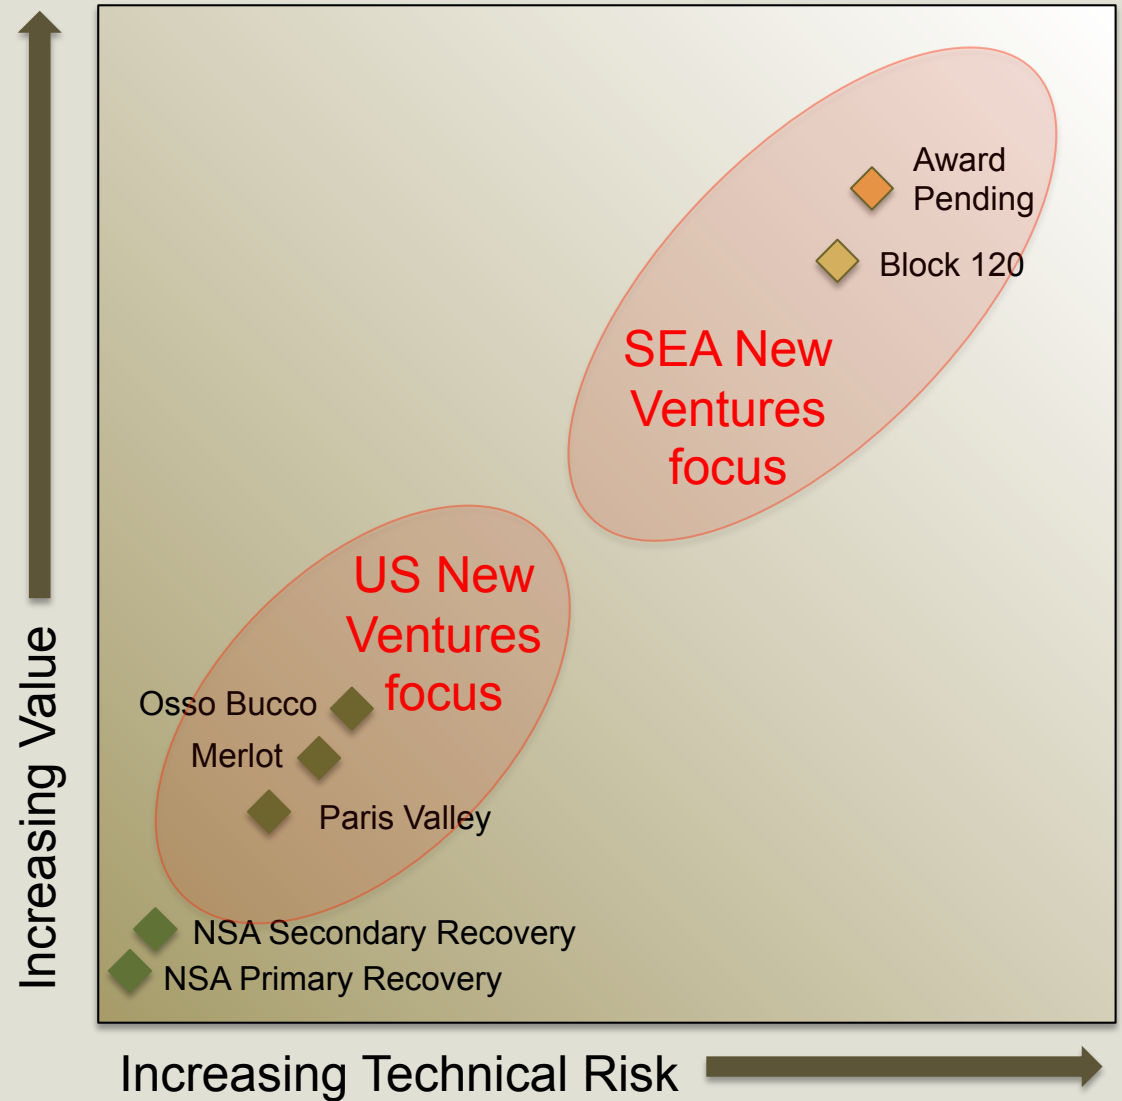 Award
Pending
Block 120
SEA New
Ventures
focus
US New
Ventures
focus
Osso Bucco
Merlot
Paris Valley
NSA Secondary Recovery
NSA Primary Recovery
Increasing Value
Increasing Technical Risk